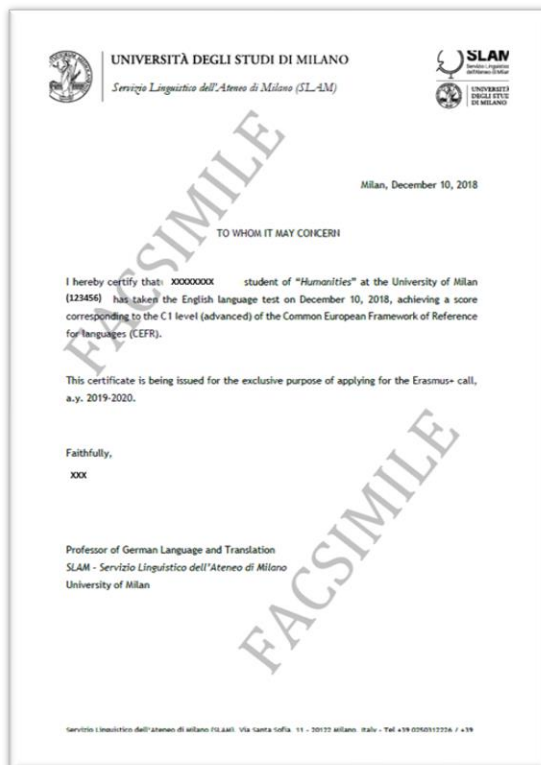 UNIVERSITÀ DEGLI STUDI DI MILANO
Servizio Linguistico dell'Ateneo di Milano (SLAM)
SLAM
Servizio Linguistico
dell'Ateneo di Milano
UNIVERSITÀ
DEGLI STUDI
DI MILANO
FACSIMILE
Milan, December 10, 2018
TO WHOM IT MAY CONCERN
I hereby certify that: XXXXXXXX student of "Humanities" at the University of Milan
(123456) has taken the English language test on December 10, 2018, achieving a score
corresponding to the C1 level (advanced) of the Common European Framework of Reference
for languages (CEFR).
This certificate is being issued for the exclusive purpose of applying for the Erasmus+ call,
a.y. 2019-2020.
Faithfully,
XXX
FACSIMILE
Professor of German Language and Translation
SLAM - Servizio Linguistico dell'Ateneo di Milano
University of Milan
Servizio Linguistico dell'Ateneo di Milano (SLAM) Via Santa Sofia, 11 - 20122 Milano, Italy - Tel +39 0250312226 / +39